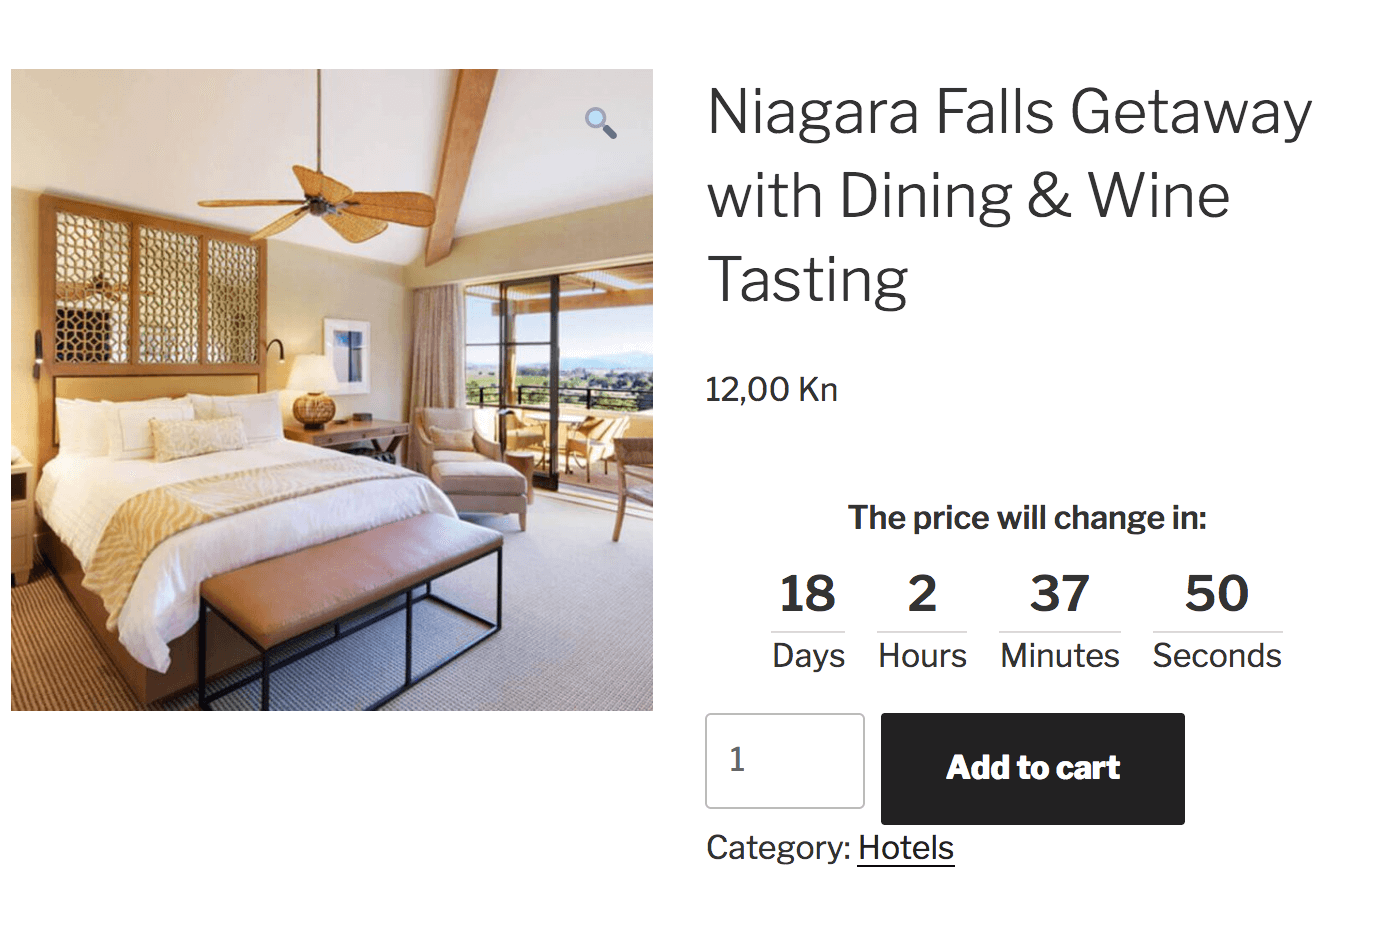 Niagara Falls Getaway
with Dining & Wine
Tasting
12,00 Kn
The price will change in:
18 2 37 50
Days Hours Minutes Seconds
1 Add to cart
Category: Hotels